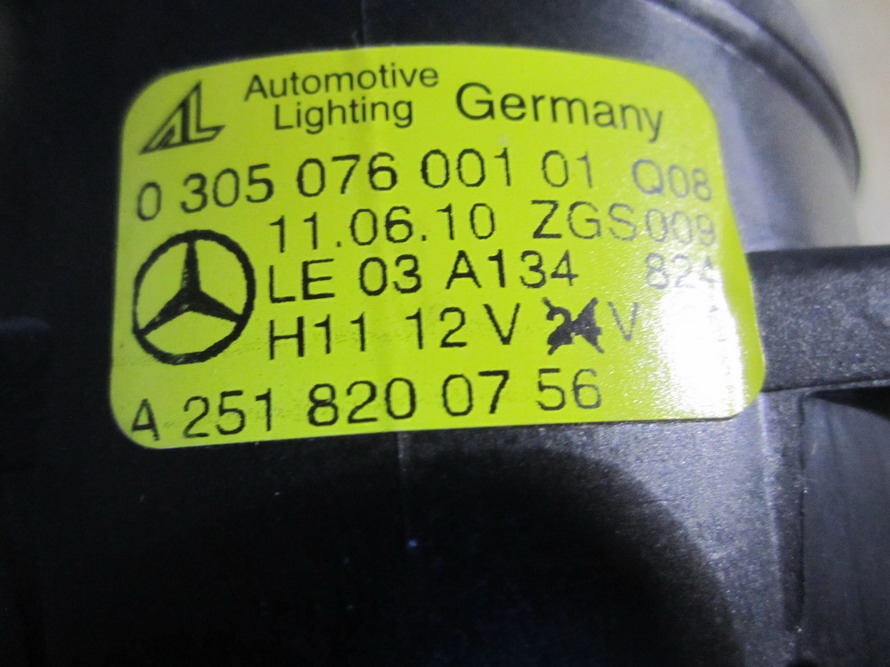 AL Automotive
Lighting Germany
0 305 076 001 01 Q08
11.06.10 ZGS009
LE 03 A134
H11 12 V 24 V
A 251 820 07 56